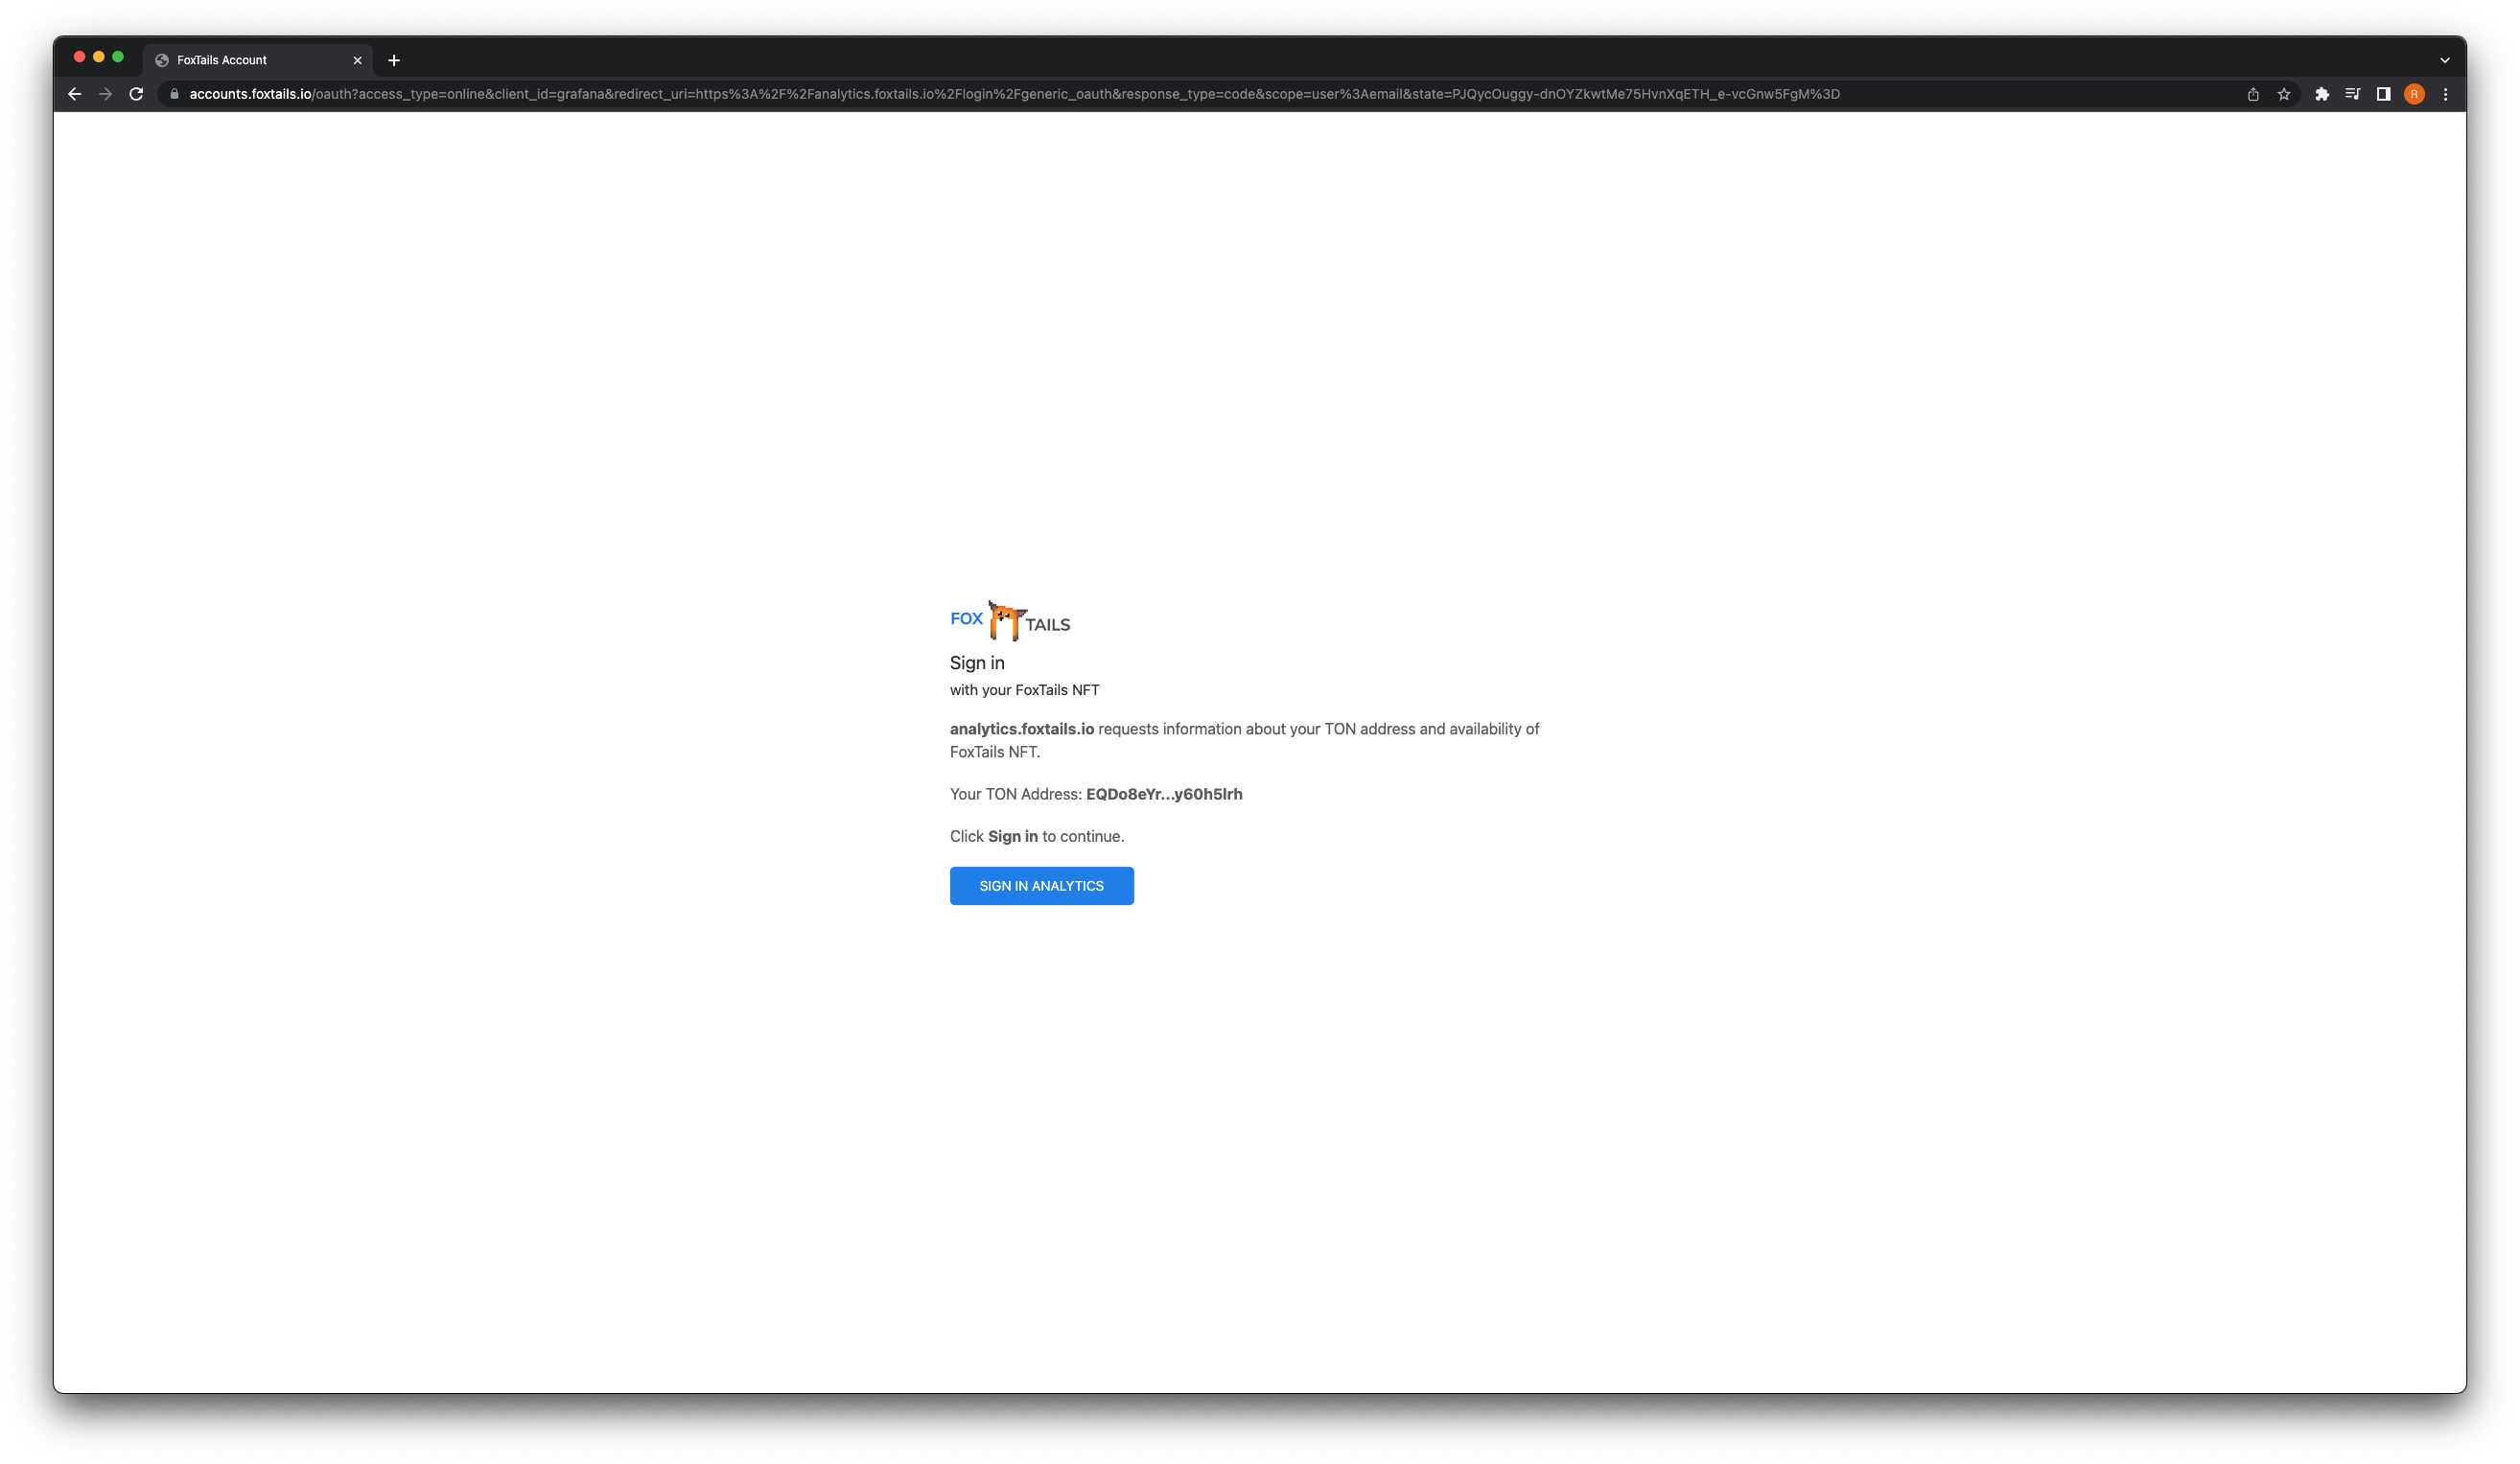 FoxTails Account
accounts.foxtails.io/oauth?access_type=online&client_id=grafana&redirect_uri=https%3A%2F%2Fanalytics.foxtails.io%2Flogin%2Fgeneric_oauth&response_type=code&scope=user%3Aemail&state=PJQycOuggy-dnOYZkwtMe75HvnXqETH_e-vcGnw5FgM%3D
R
FOX TAILS
Sign in
with your FoxTails NFT
analytics.foxtails.io requests information about your TON address and availability of
FoxTails NFT.
Your TON Address: EQDo8eYr...y60h5lrh
Click Sign in to continue.
SIGN IN ANALYTICS